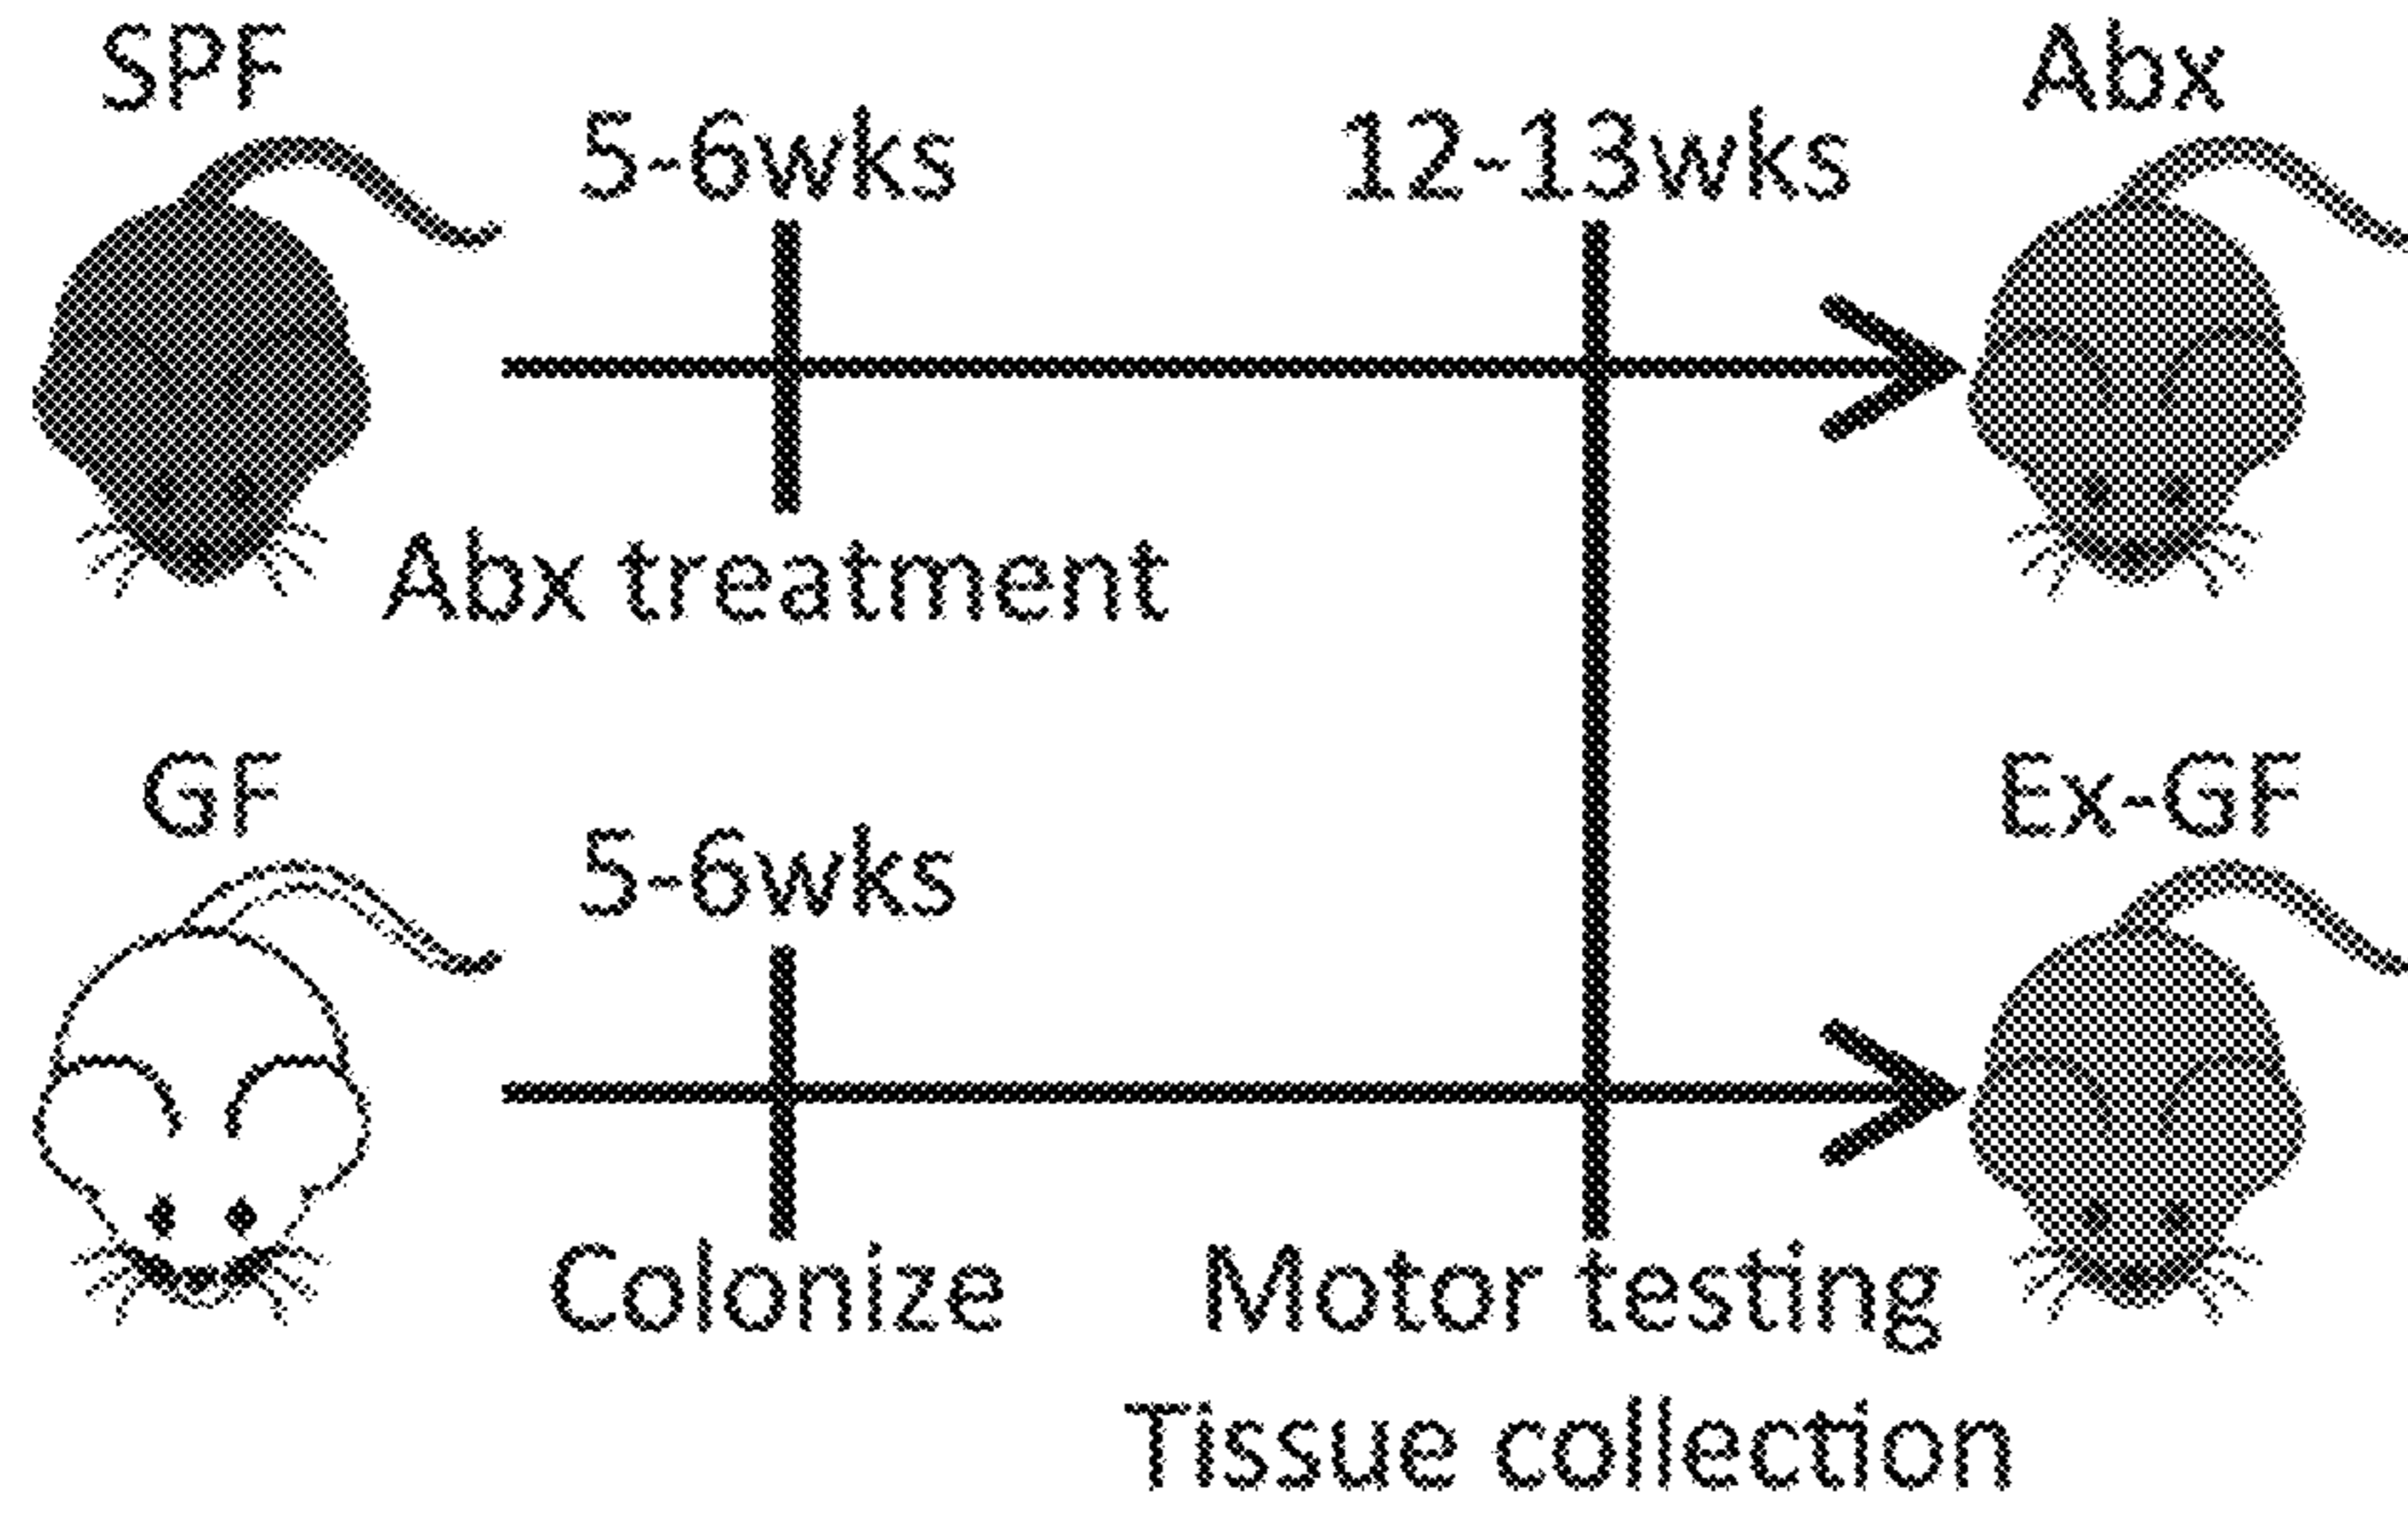 SPF
5-6wks
12-13wks
Abx
Abx treatment
GF
5-6wks
Ex-GF
Colonize
Motor testing
Tissue collection